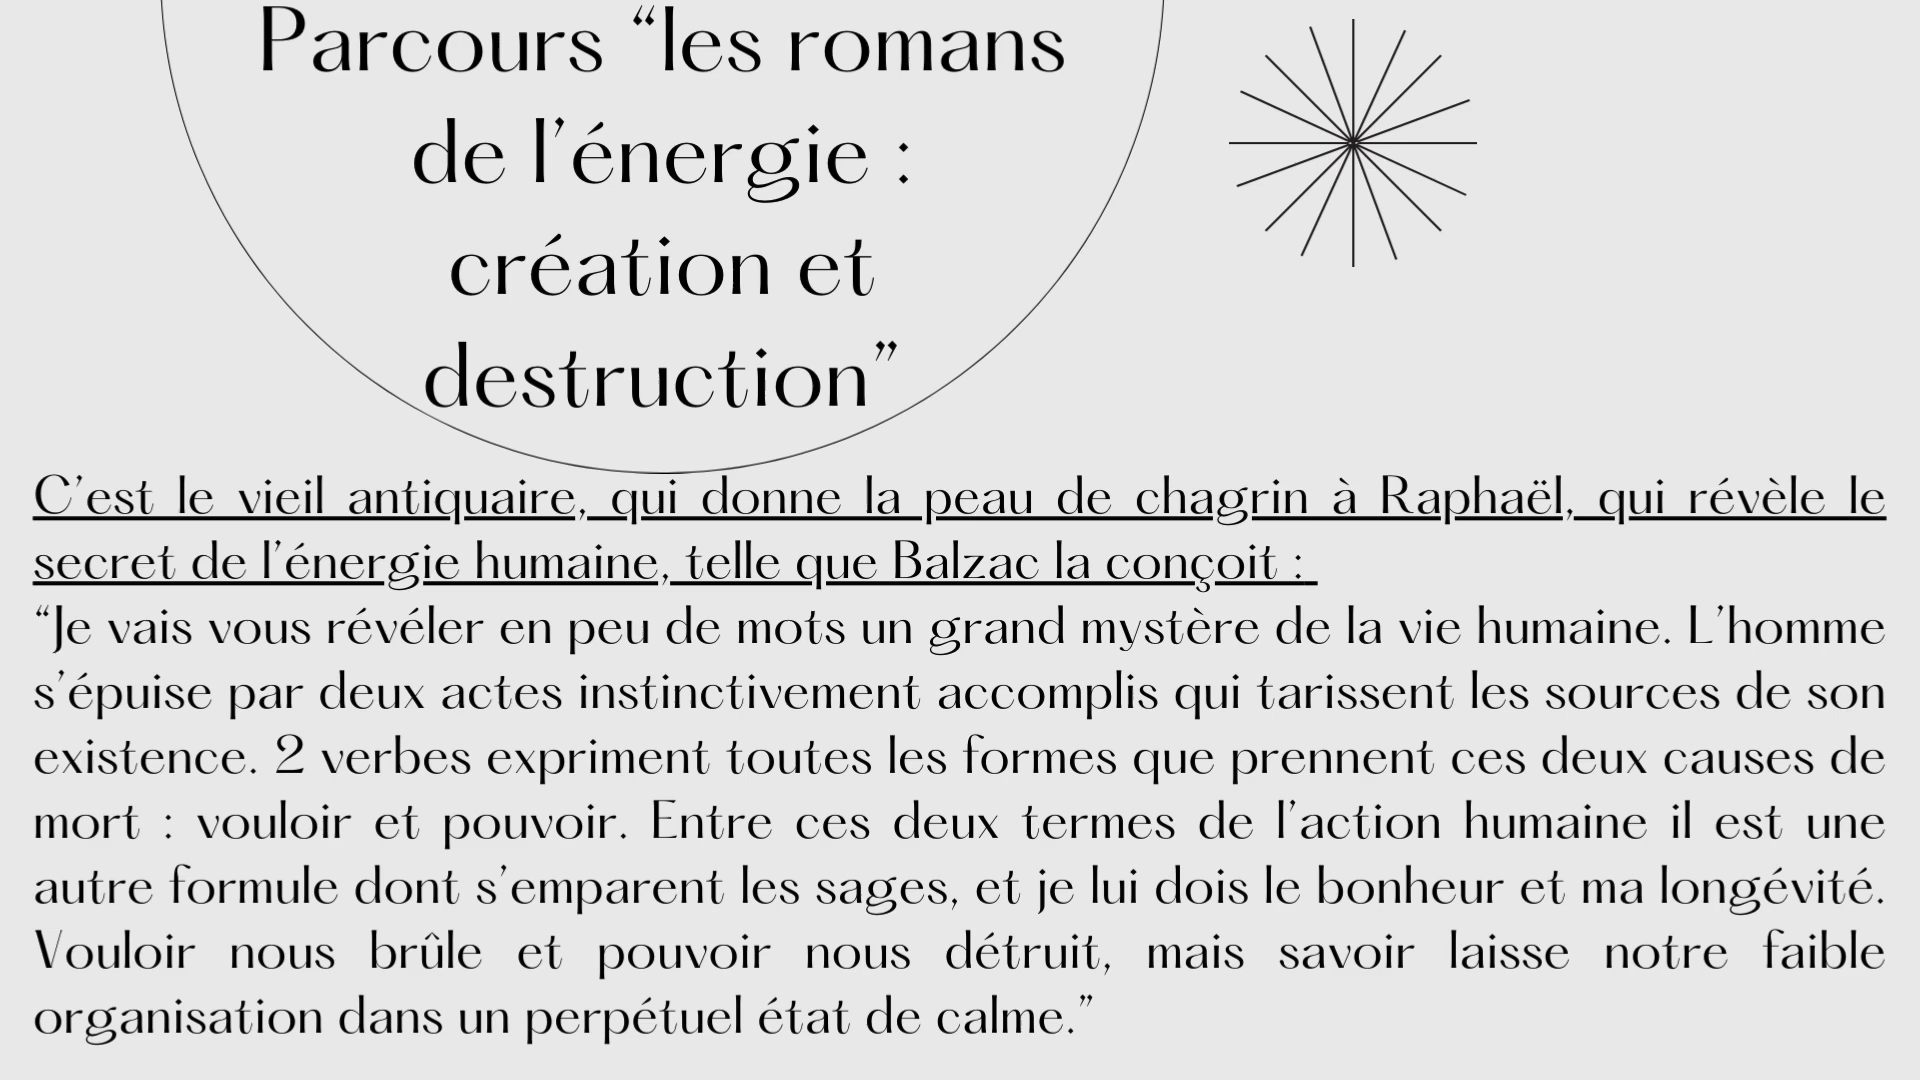 Parcours “les romans
de l’énergie :
création et
destruction”
C’est le vieil antiquaire, qui donne la peau de chagrin à Raphaël, qui révèle le
secret de l’énergie humaine, telle que Balzac la conçoit :
“Je vais vous révéler en peu de mots un grand mystère de la vie humaine. L’homme
s’épuise par deux actes instinctivement accomplis qui tarissent les sources de son
existence. 2 verbes expriment toutes les formes que prennent ces deux causes de
mort : vouloir et pouvoir. Entre ces deux termes de l’action humaine il est une
autre formule dont s’emparent les sages, et je lui dois le bonheur et ma longévité.
Vouloir nous brûle et pouvoir nous détruit, mais savoir laisse notre faible
organisation dans un perpétuel état de calme.”